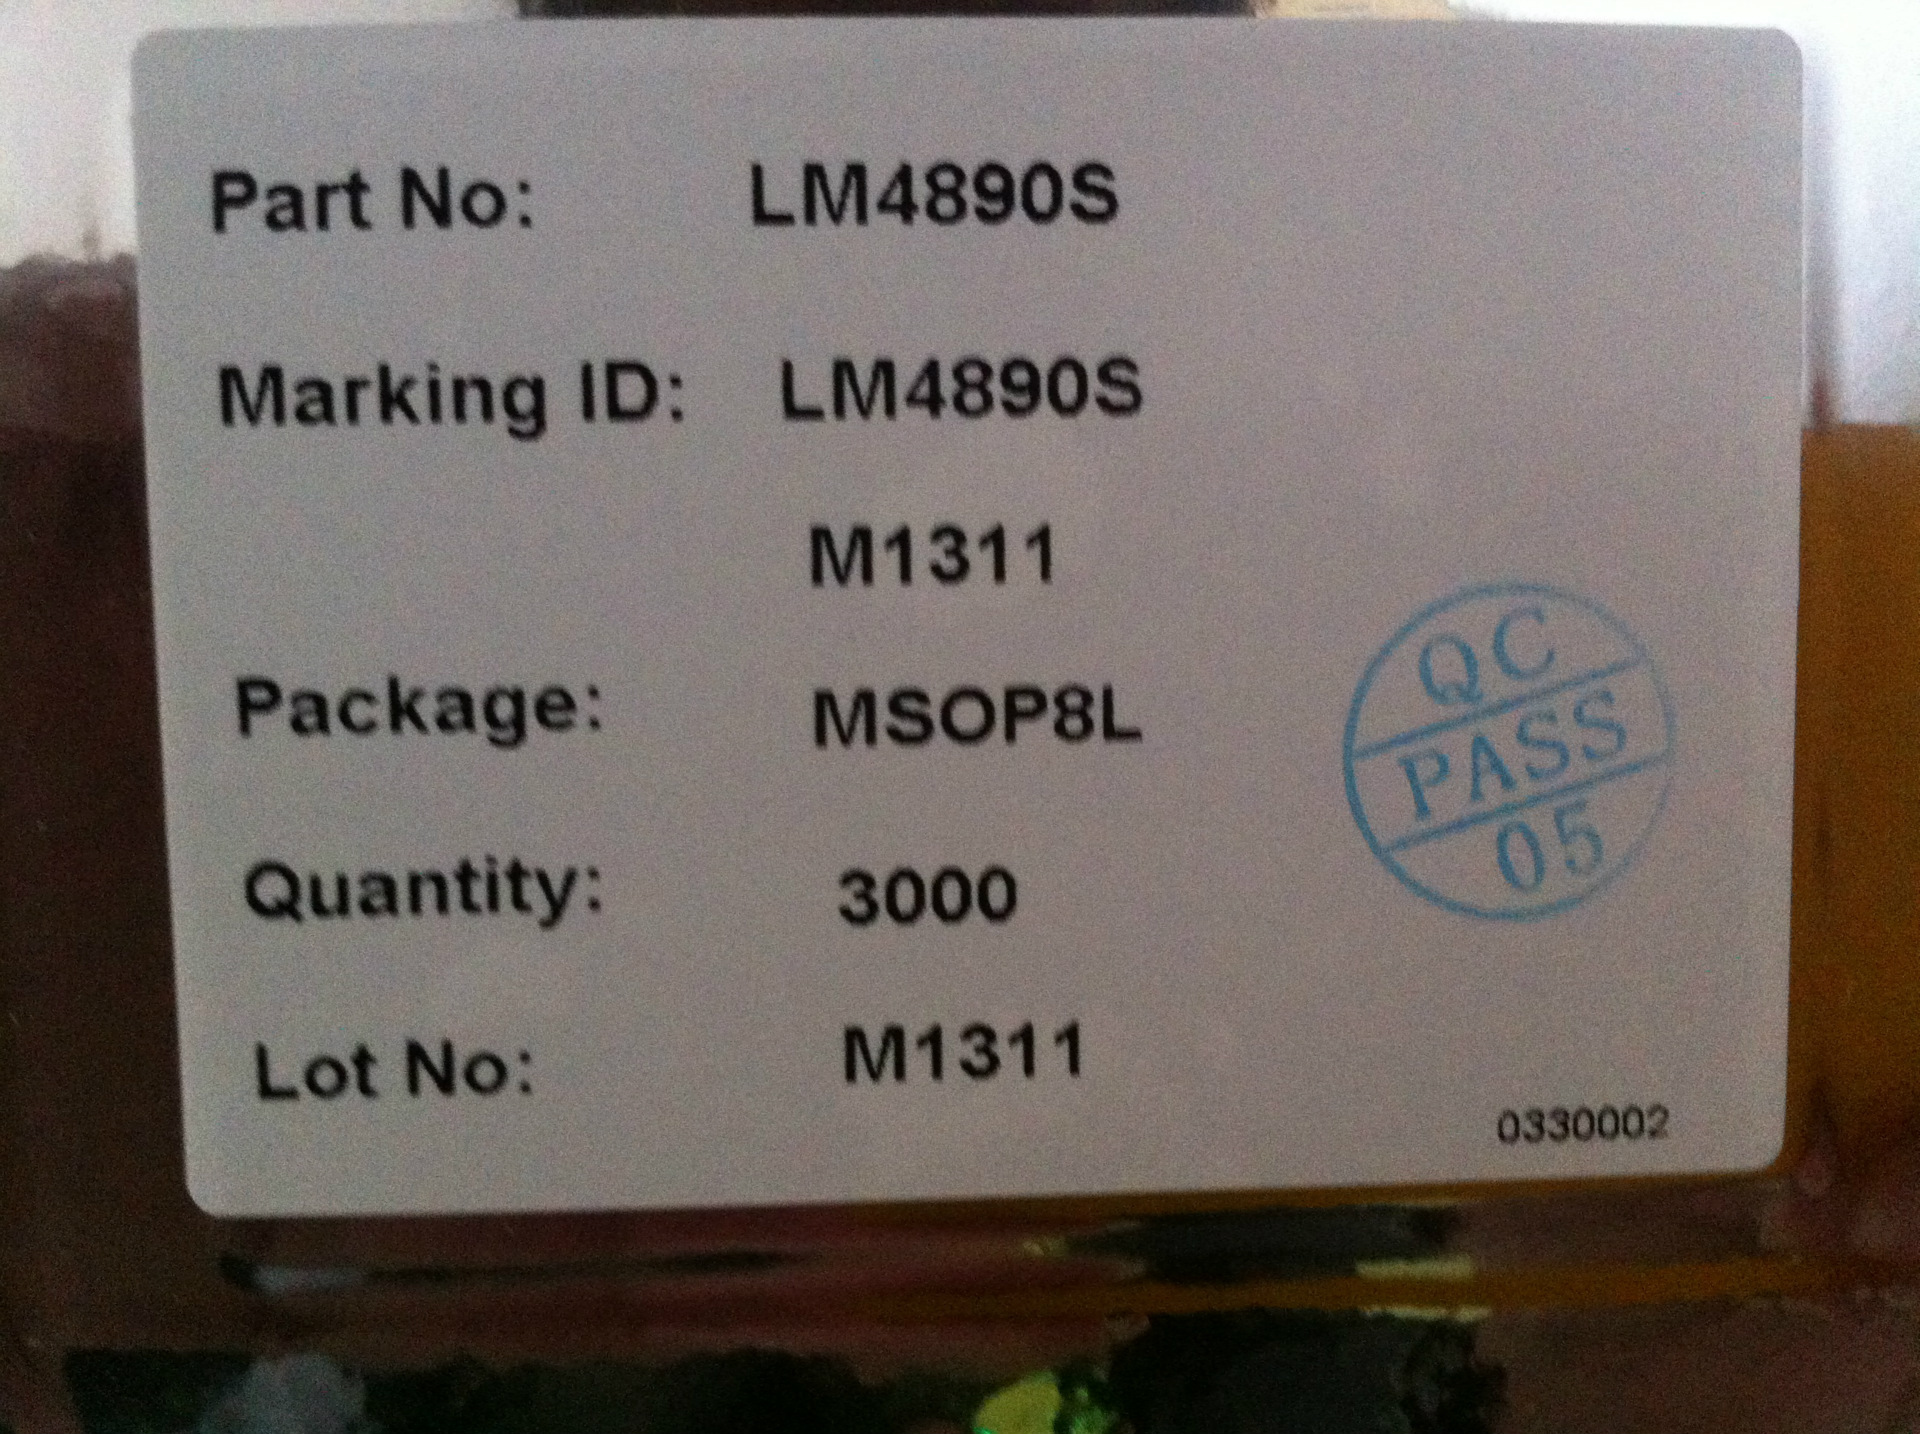 Part No: LM4890S
Marking ID: LM4890S
M1311
Package: MSOP8L
Quantity: 3000
Lot No: M1311
QC
PASS
05
0330002